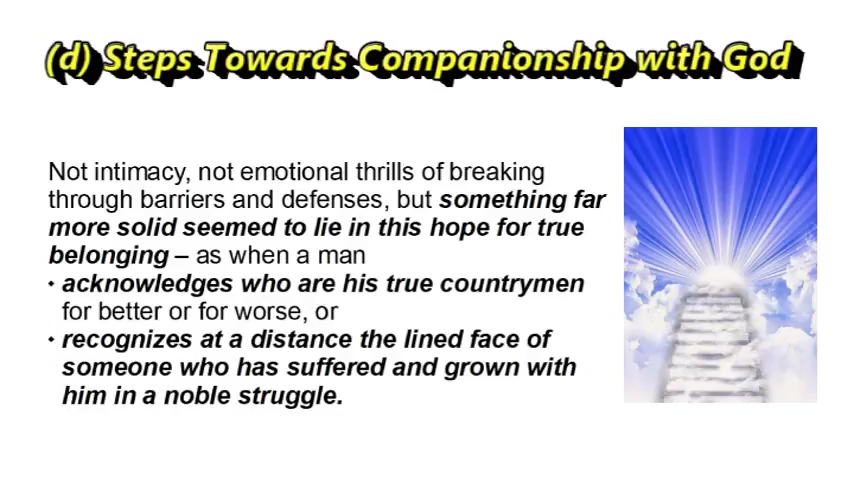 (d) Steps Towards Companionship with God
Not intimacy, not emotional thrills of breaking
through barriers and defenses, but something far
more solid seemed to lie in this hope for true
belonging – as when a man
• acknowledges who are his true countrymen
for better or for worse, or
• recognizes at a distance the lined face of
someone who has suffered and grown with
him in a noble struggle.